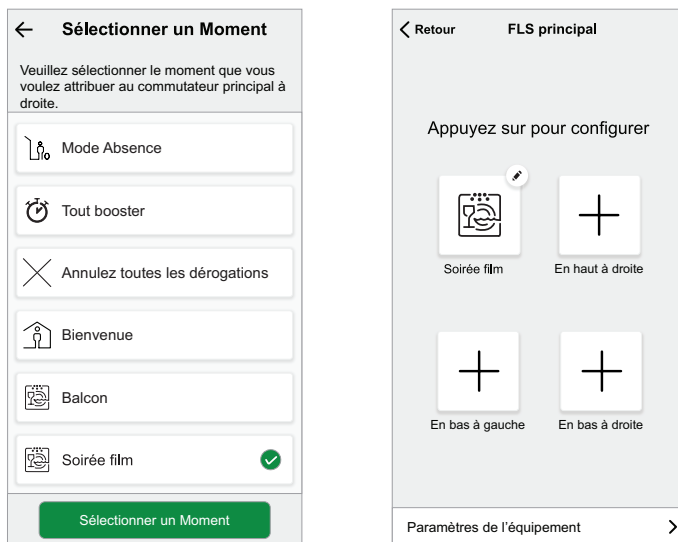 Sélectionner un Moment
Veuillez sélectionner le moment que vous
voulez attribuer au commutateur principal à
droite.
Mode Absence
Tout booster
Annulez toutes les dérogations
Bienvenue
Balcon
Soirée film
Sélectionner un Moment
Retour
FLS principal
Appuyez sur pour configurer
Soirée film
En haut à droite
En bas à gauche
En bas à droite
Paramètres de l'équipement